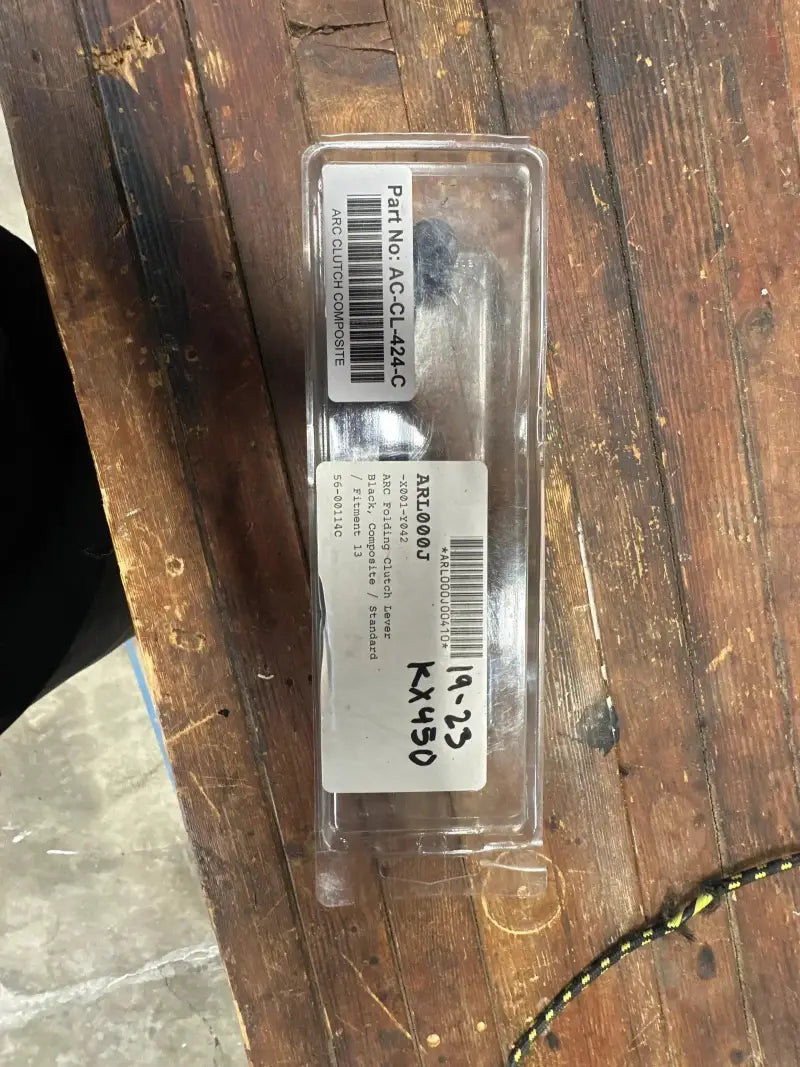 Part No: AC-CL-424-C
ARC CLUTCH COMPOSITE
*ARL000J00410*
ARL000J
-X001-Y042
ARC Folding Clutch Lever
Black, Composite / Standard
/ Fitment 13
56-00114C
19-23
KX450